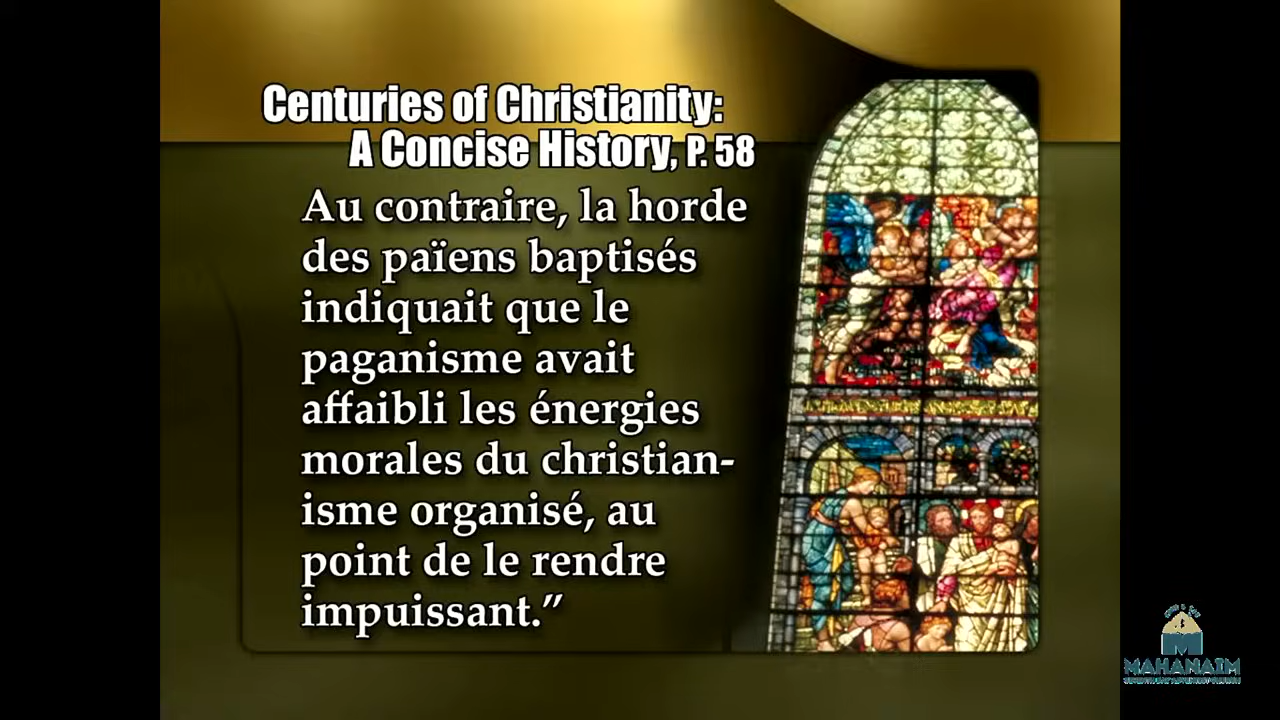 Centuries of Christianity:
A Concise History, P. 58
Au contraire, la horde
des païens baptisés
indiquait que le
paganisme avait
affaibli les énergies
morales du christian-
isme organisé, au
point de le rendre
impuissant.”
MAHANAIM